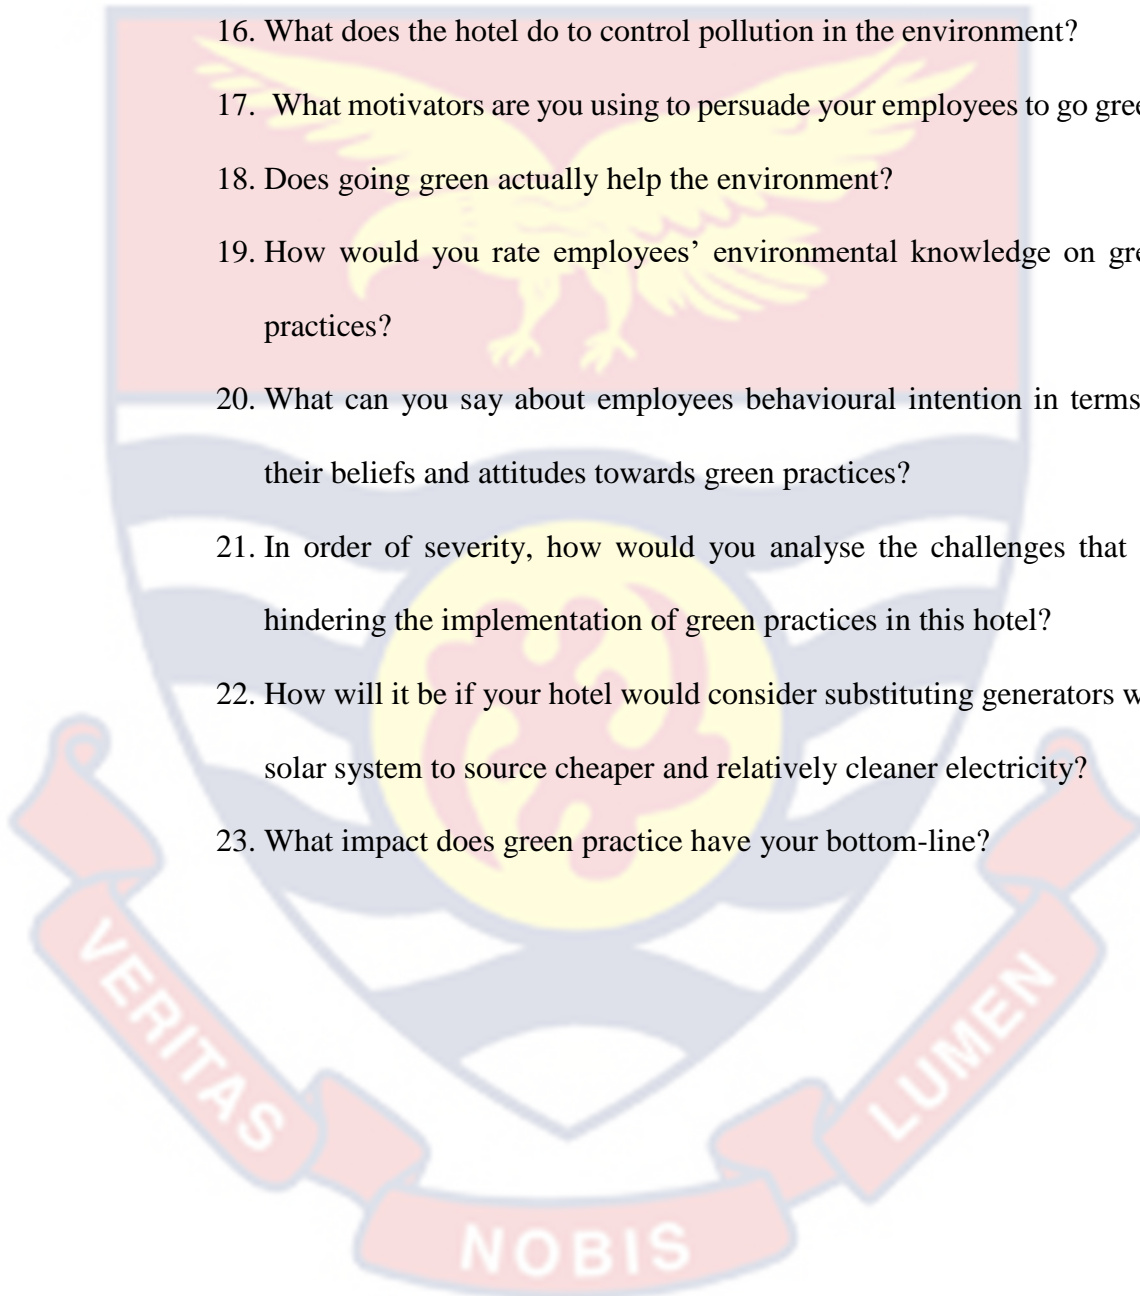 16. What does the hotel do to control pollution in the environment?
17. What motivators are you using to persuade your employees to go gree
18. Does going green actually help the environment?
19. How would you rate employees’ environmental knowledge on gre
practices?
20. What can you say about employees behavioural intention in terms
their beliefs and attitudes towards green practices?
21. In order of severity, how would you analyse the challenges that
hindering the implementation of green practices in this hotel?
22. How will it be if your hotel would consider substituting generators w
solar system to source cheaper and relatively cleaner electricity?
23. What impact does green practice have your bottom-line?
VERITAS
NOBIS
LUMEN